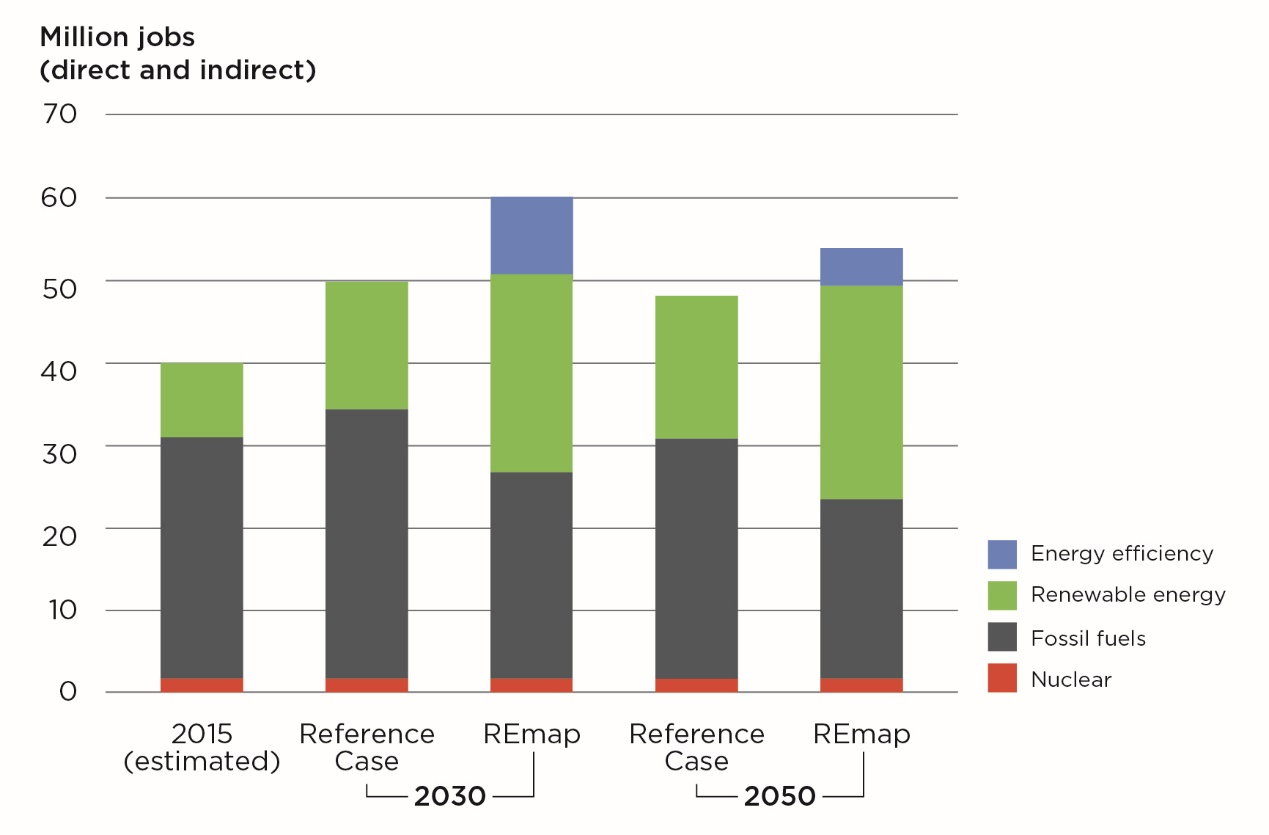 Million jobs
(direct and indirect)
70
60
50
40
30
20
10
0
2015
(estimated)
Reference
Case
REmap
Reference
Case
REmap
2030
2050
Energy efficiency
Renewable energy
Fossil fuels
Nuclear